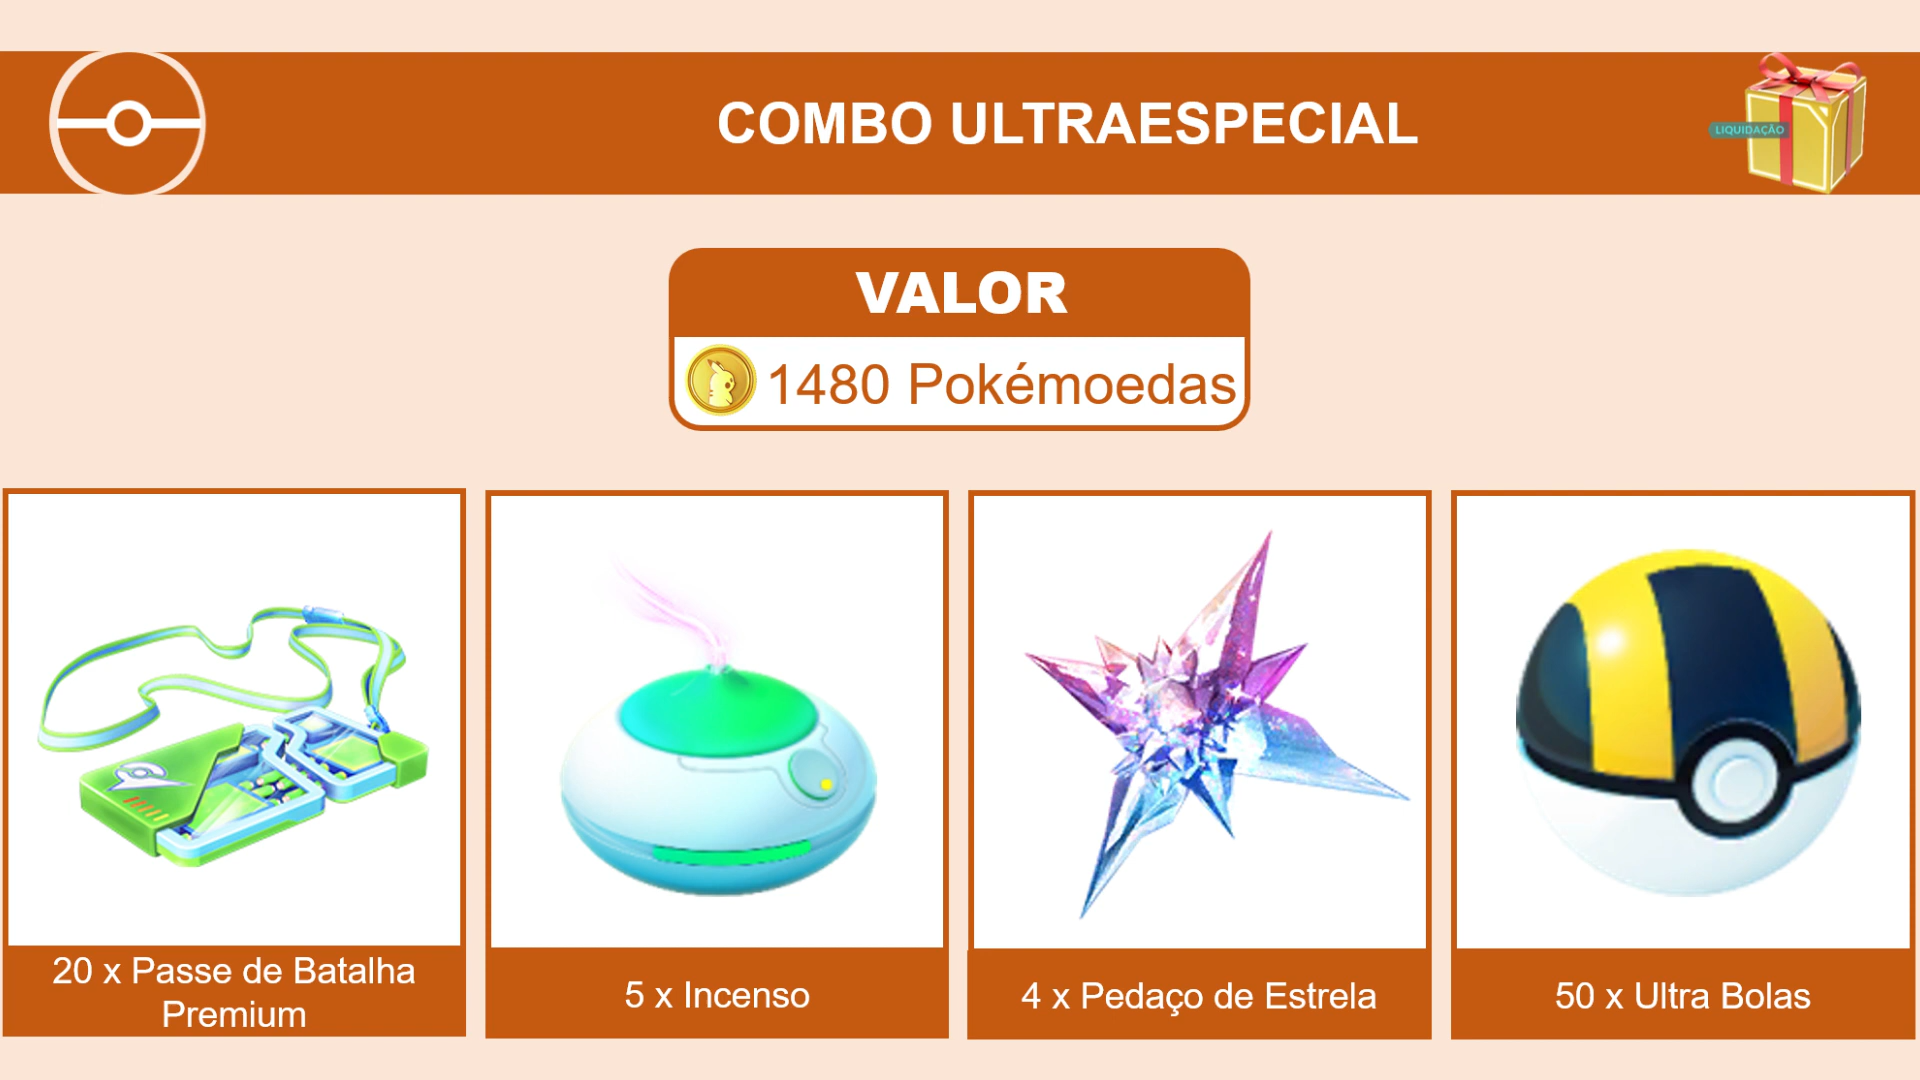 COMBO ULTRAESPECIAL
LIQUIDAÇÃO
VALOR
1480 Pokémoedas
20 x Passe de Batalha
Premium
5 x Incenso
4 x Pedaço de Estrela
50 x Ultra Bolas